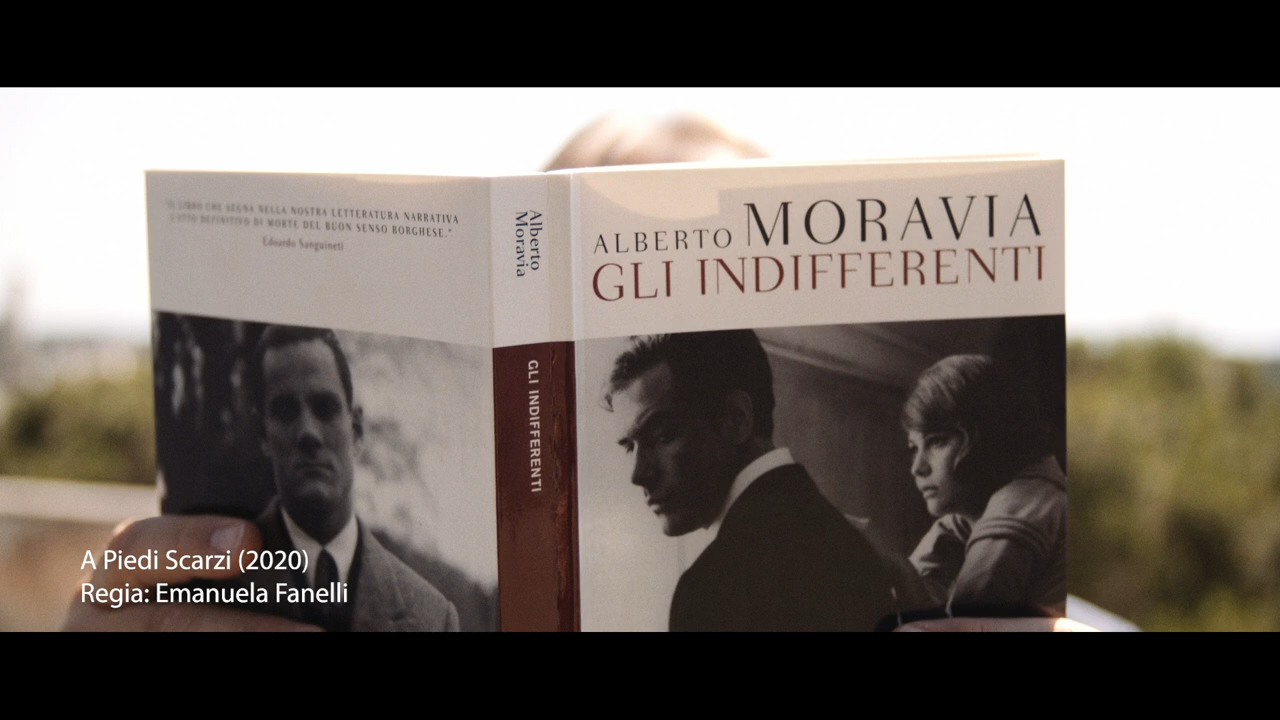 "IL LIBRO CHE SEGNA NELLA NOSTRA LETTERATURA NARRATIVA
L'ATTO DEFINITIVO DI MORTE DEL BUON SENSO BORGHESE."
Edoardo Sanguineti
Alberto
Moravia
GLI INDIFFERENTI
ALBERTO MORAVIA
GLI INDIFFERENTI
A Piedi Scarzi (2020)
Regia: Emanuela Fanelli